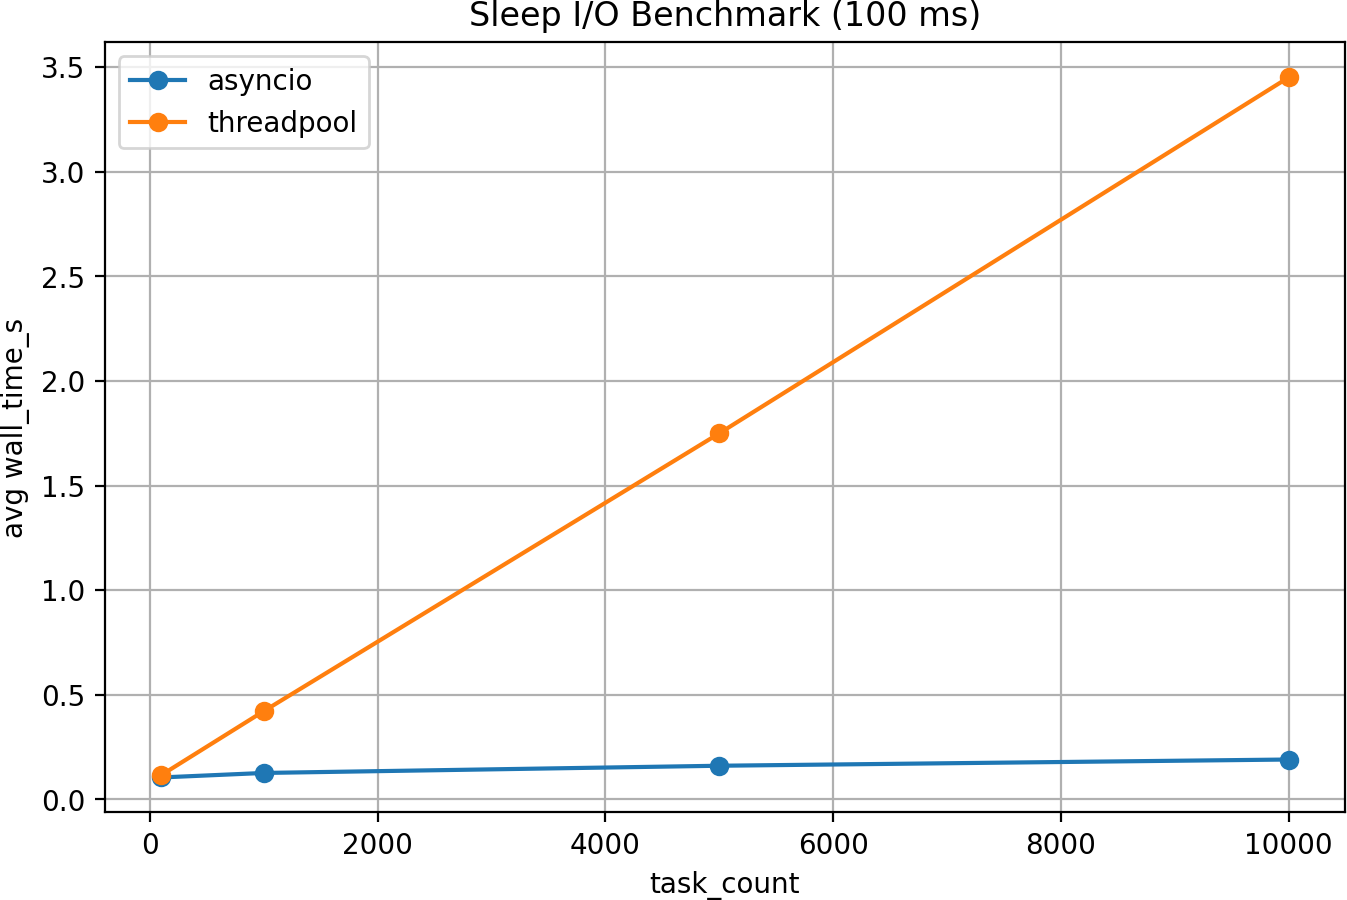 Sleep I/O Benchmark (100 ms)
asyncio
threadpool
3.5
3.0
2.5
2.0
1.5
1.0
0.5
0.0
avg wall_time_s
0 2000 4000 6000 8000 10000
task_count